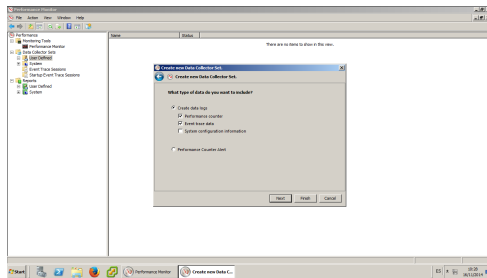 Performance Monitor
File Action View Window Help
Performance
Monitoring Tools
Performance Monitor
Data Collector Sets
User Defined
System
Event Trace Sessions
Startup Event Trace Sessions
Reports
User Defined
System
Name Status
There are no items to show in this view.
Create new Data Collector Set.
Create new Data Collector Set.
What type of data do you want to include?
Create data logs
Performance counter
Event trace data
System configuration information
Performance Counter Alert
Next Finish Cancel
Start Performance Monitor Create new Data C... ES 10:28
16/11/2014